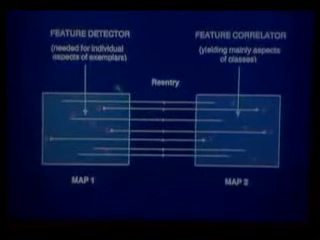 FEATURE DETECTOR
(needed for individual
aspects of exemplars)
FEATURE CORRELATOR
(yielding mainly aspects
of classes)
Reentry
MAP 1
MAP 2